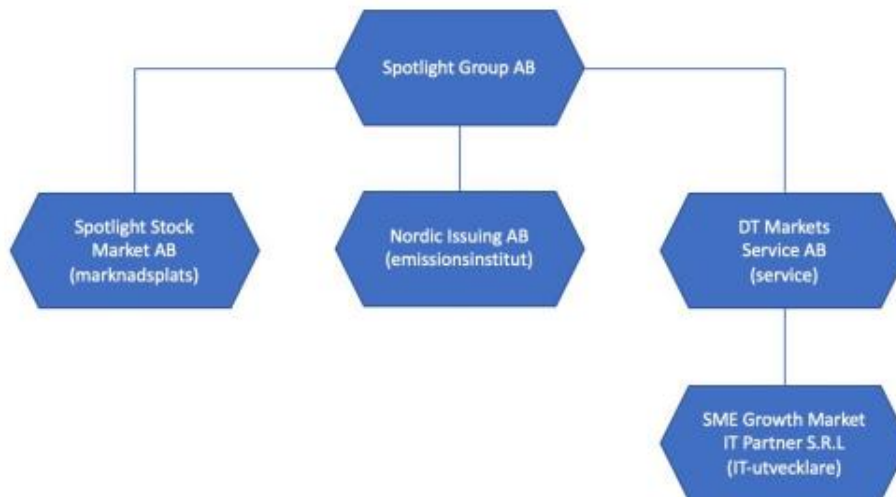 Spotlight Group AB
Spotlight Stock
Market AB
(marknadsplats)
Nordic Issuing AB
(emissionsinstitut)
DT Markets
Service AB
(service)
SME Growth Market
IT Partner S.R.L
(IT-utvecklare)